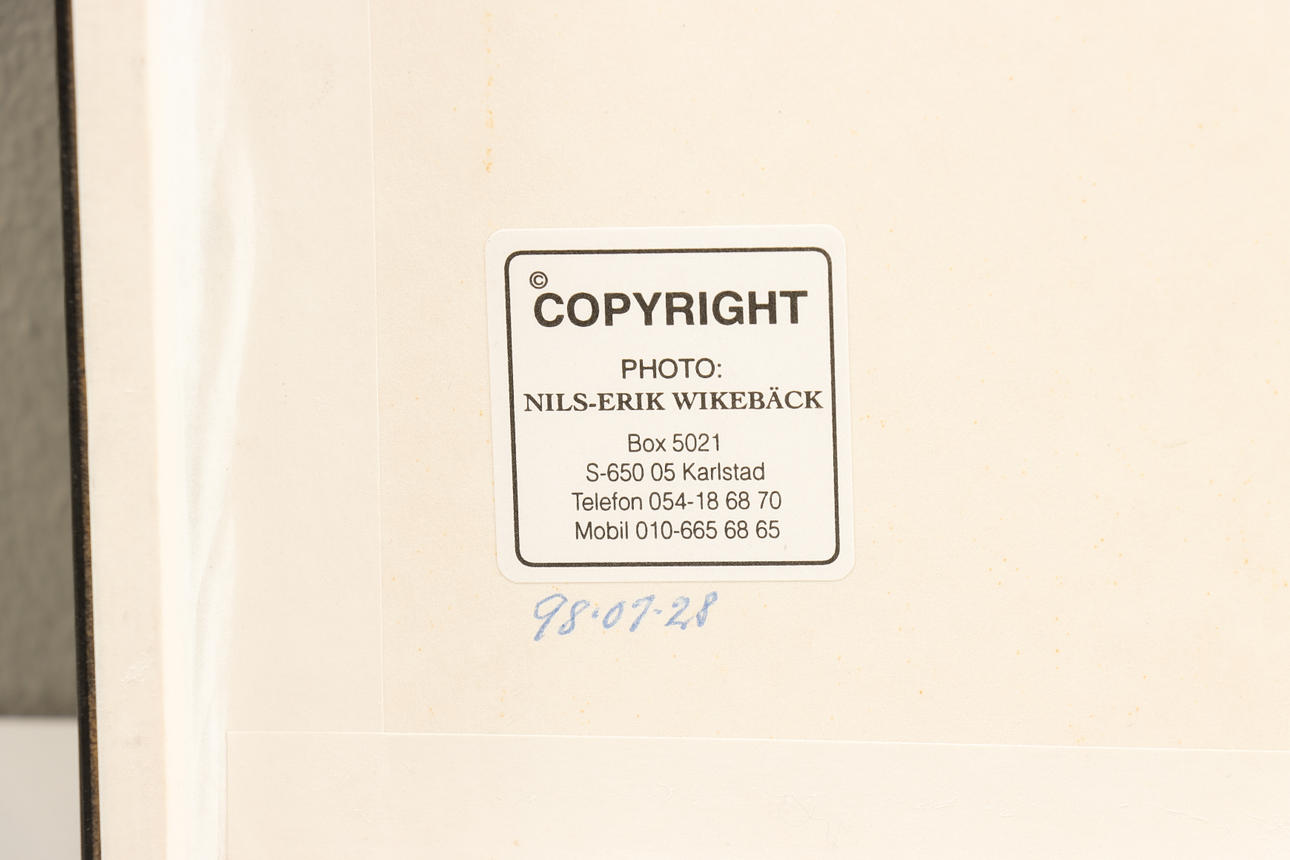 ©
COPYRIGHT
PHOTO:
NILS-ERIK WIKEBÄCK
Box 5021
S-650 05 Karlstad
Telefon 054-18 68 70
Mobil 010-665 68 65
98·07·28